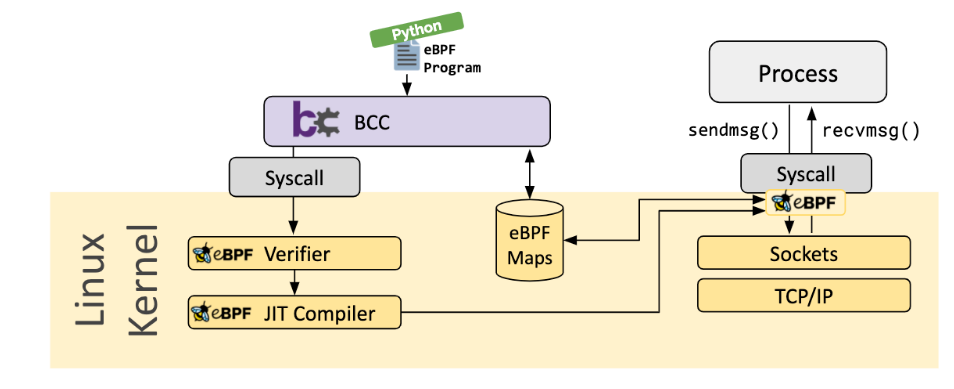 Python
eBPF
Program
bc BCC
Process
sendmsg()
recvmsg()
Syscall
Syscall
eBPF
eBPF
Maps
eBPF Verifier
Sockets
eBPF JIT Compiler
TCP/IP
Linux
Kernel